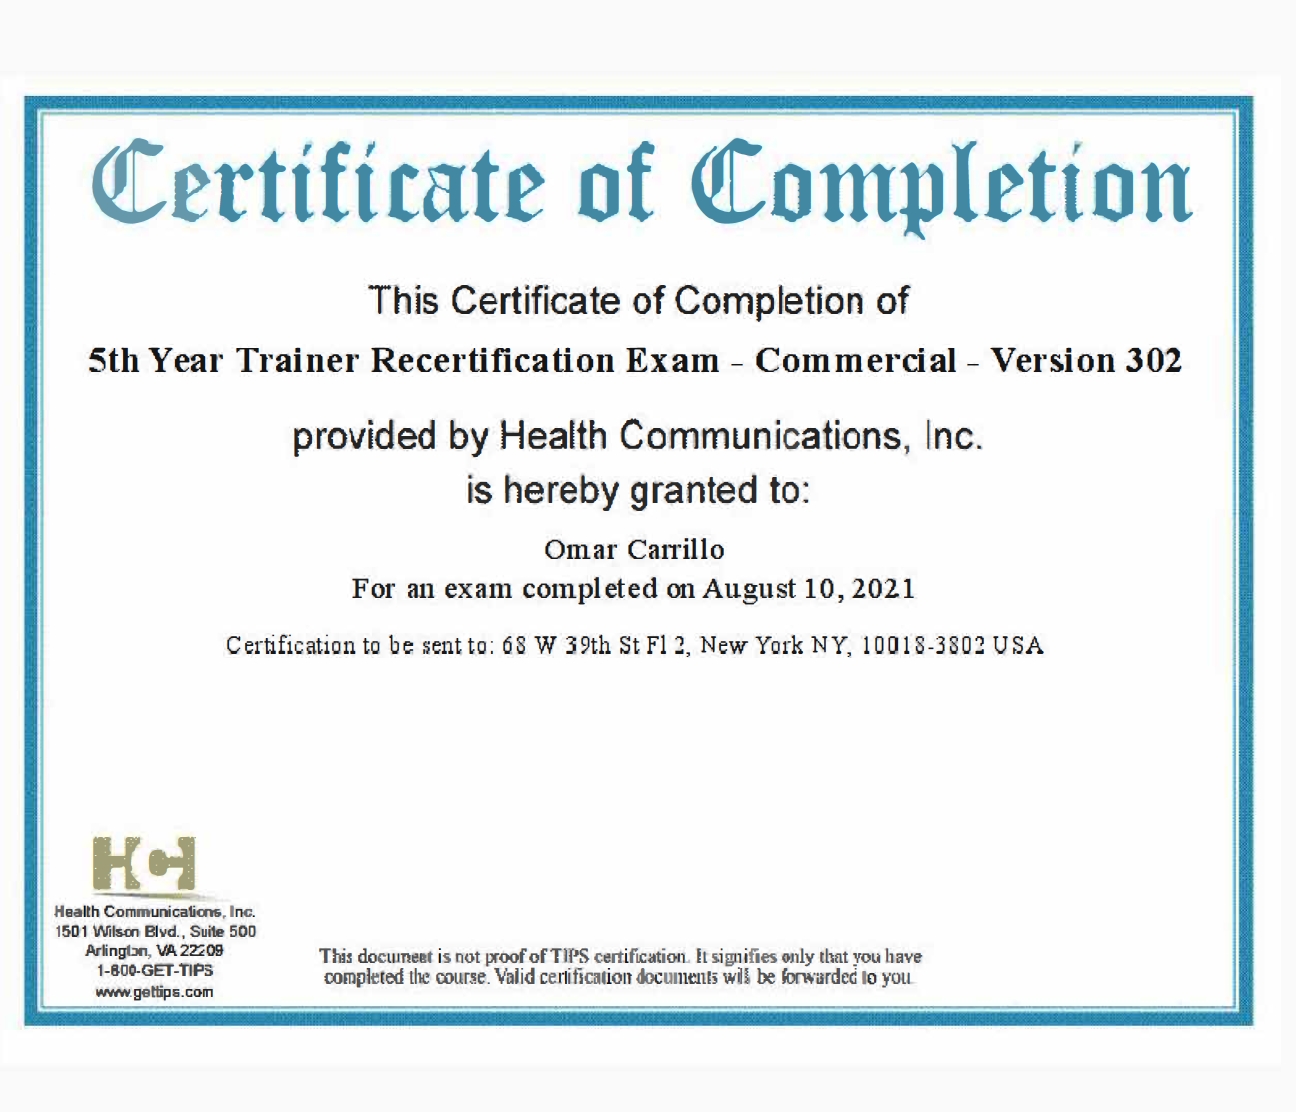 Certificate of Completion
This Certificate of Completion of
5th Year Trainer Recertification Exam - Commercial - Version 302
provided by Health Communications, Inc.
is hereby granted to:
Omar Carrillo
For an exam completed on August 10, 2021
Certification to be sent to: 68 W 39th St Fl 2, New York NY, 10018-3802 USA
HCI
Health Communications, Inc.
1501 Wilson Blvd., Suite 500
Arlington, VA 22209
1-800-GET-TIPS
www.gettips.com
This document is not proof of TIPS certification. It signifies only that you have
completed the course. Valid certification documents will be forwarded to you.